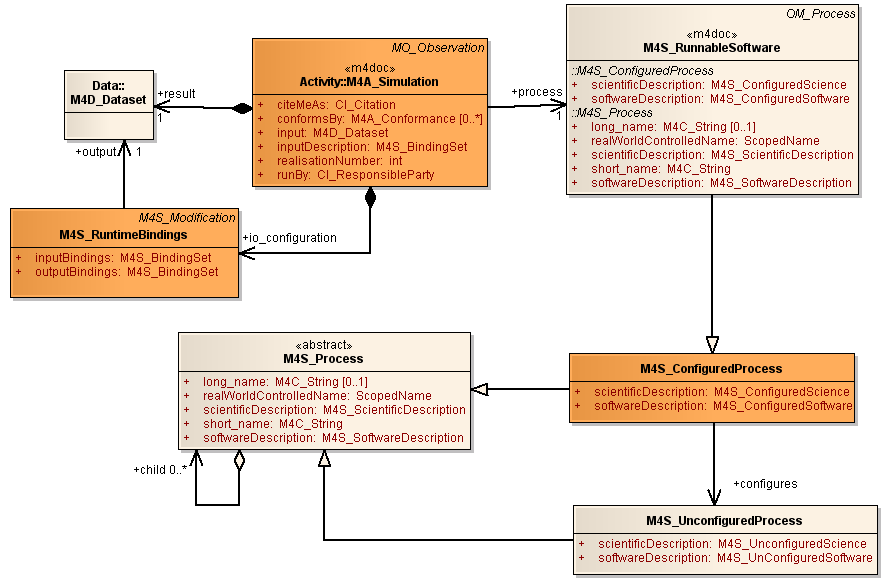 OM_Process
«m4doc»
M4S_RunnableSoftware
::M4S_ConfiguredProcess
+ scientificDescription: M4S_ConfiguredScience
+ softwareDescription: M4S_ConfiguredSoftware
::M4S_Process
+ long_name: M4C_String [0..1]
+ realWorldControlledName: ScopedName
+ scientificDescription: M4S_ScientificDescription
+ short_name: M4C_String
+ softwareDescription: M4S_SoftwareDescription
MO_Observation
«m4doc»
Activity::M4A_Simulation
+ citeMeAs: CI_Citation
+ conformsBy: M4A_Conformance [0..*]
+ input: M4D_Dataset
+ inputDescription: M4S_BindingSet
+ realisationNumber: int
+ runBy: CI_ResponsibleParty
Data::
M4D_Dataset
+result
1
+process
1
+output
1
M4S_Modification
M4S_RuntimeBindings
+ inputBindings: M4S_BindingSet
+ outputBindings: M4S_BindingSet
+io_configuration
«abstract»
M4S_Process
+ long_name: M4C_String [0..1]
+ realWorldControlledName: ScopedName
+ scientificDescription: M4S_ScientificDescription
+ short_name: M4C_String
+ softwareDescription: M4S_SoftwareDescription
M4S_ConfiguredProcess
+ scientificDescription: M4S_ConfiguredScience
+ softwareDescription: M4S_ConfiguredSoftware
+child 0..*
+configures
M4S_UnconfiguredProcess
+ scientificDescription: M4S_UnconfiguredScience
+ softwareDescription: M4S_UnConfiguredSoftware